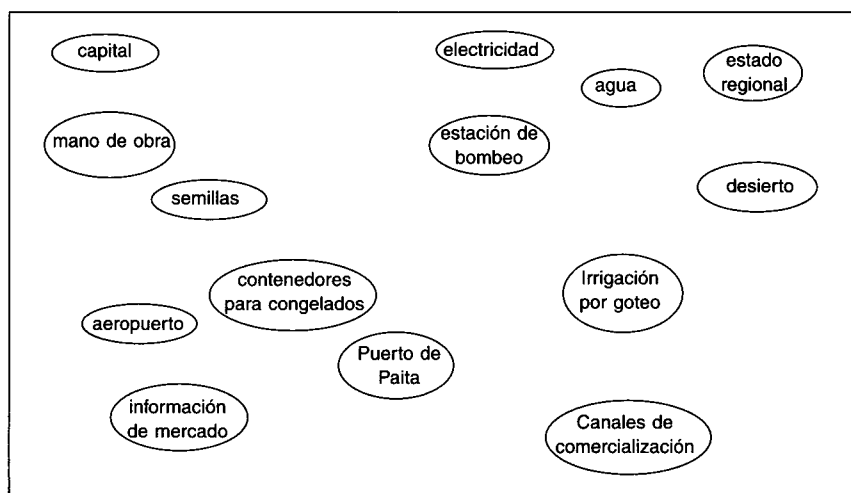 capital
electricidad
agua
estado
regional
mano de obra
estación de
bombeo
semillas
desierto
contenedores
para congelados
Irrigación
por goteo
aeropuerto
Puerto de
Paita
información
de mercado
Canales de
comercialización